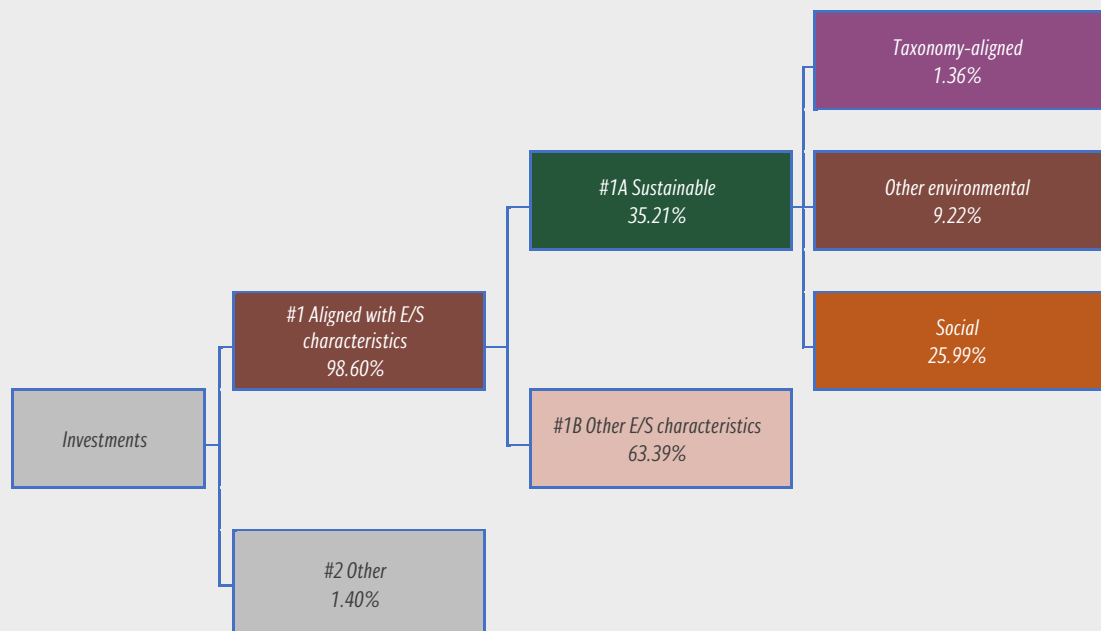 Taxonomy-aligned
1.36%
#1A Sustainable
35.21%
Other environmental
9.22%
#1 Aligned with E/S
characteristics
98.60%
Social
25.99%
Investments
#1B Other E/S characteristics
63.39%
#2 Other
1.40%